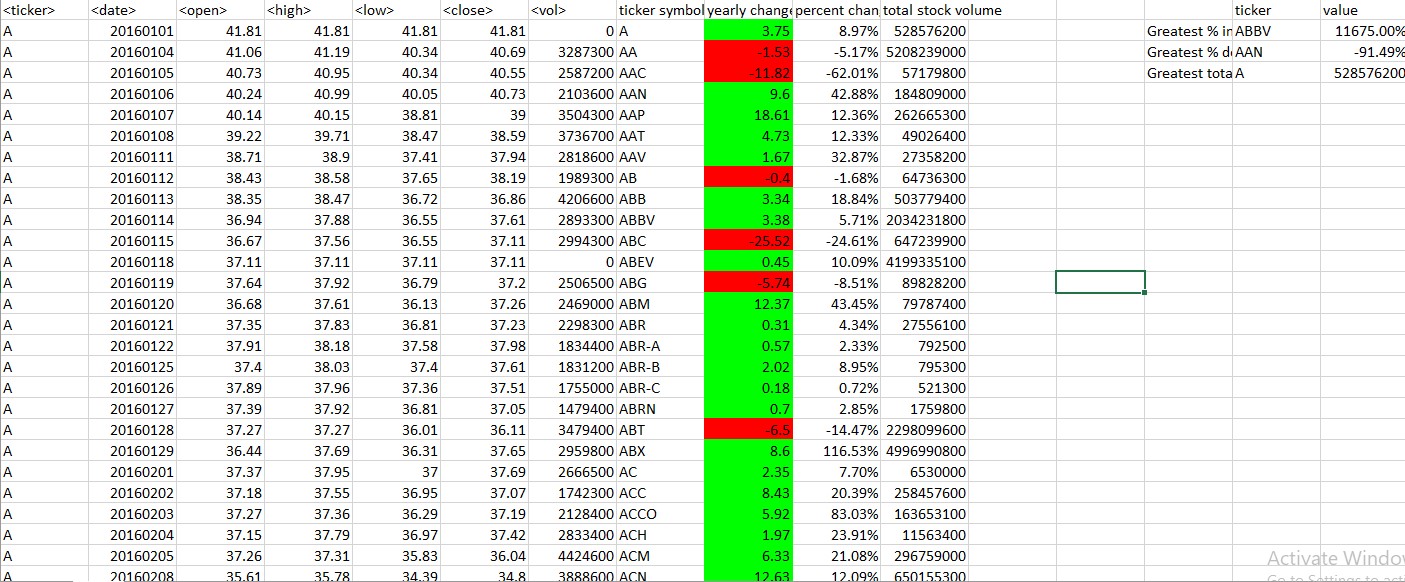 <ticker> <date> <open> <high> <low> <close> <vol> ticker symbol yearly change percent chan total stock volume ticker value
A 20160101 41.81 41.81 41.81 41.81 0 A 3.75 8.97% 528576200 Greatest % in ABBV 11675.00%
A 20160104 41.06 41.19 40.34 40.69 3287300 AA -1.53 -5.17% 5208239000 Greatest % de AAN -91.49%
A 20160105 40.73 40.95 40.34 40.55 2587200 AAC -11.82 -62.01% 57179800 Greatest tota A 528576200
A 20160106 40.24 40.99 40.05 40.73 2103600 AAN 9.6 42.88% 184809000
A 20160107 40.14 40.15 38.81 39 3504300 AAP 18.61 12.36% 262665300
A 20160108 39.22 39.71 38.47 38.59 3736700 AAT 4.73 12.33% 49026400
A 20160111 38.71 38.9 37.41 37.94 2818600 AAV 1.67 32.87% 27358200
A 20160112 38.43 38.58 37.65 38.19 1989300 AB -0.4 -1.68% 64736300
A 20160113 38.35 38.47 36.72 36.86 4206600 ABB 3.34 18.84% 503779400
A 20160114 36.94 37.88 36.55 37.61 2893300 ABBV 3.38 5.71% 2034231800
A 20160115 36.67 37.56 36.55 37.11 2994300 ABC -25.52 -24.61% 647239900
A 20160118 37.11 37.11 37.11 37.11 0 ABEV 0.45 10.09% 4199335100
A 20160119 37.64 37.92 36.79 37.2 2506500 ABG -5.74 -8.51% 89828200
A 20160120 36.68 37.61 36.13 37.26 2469000 ABM 12.37 43.45% 79787400
A 20160121 37.35 37.83 36.81 37.23 2298300 ABR 0.31 4.34% 27556100
A 20160122 37.91 38.18 37.58 37.98 1834400 ABR-A 0.57 2.33% 792500
A 20160125 37.4 38.03 37.4 37.61 1831200 ABR-B 2.02 8.95% 795300
A 20160126 37.89 37.96 37.36 37.51 1755000 ABR-C 0.18 0.72% 521300
A 20160127 37.39 37.92 36.81 37.05 1479400 ABRN 0.7 2.85% 1759800
A 20160128 37.27 37.27 36.01 36.11 3479400 ABT -6.5 -14.47% 2298099600
A 20160129 36.44 37.69 36.31 37.65 2959800 ABX 8.6 116.53% 4996990800
A 20160201 37.37 37.95 37 37.69 2666500 AC 2.35 7.70% 6530000
A 20160202 37.18 37.55 36.95 37.07 1742300 ACC 8.43 20.39% 258457600
A 20160203 37.27 37.36 36.29 37.19 2128400 ACCO 5.92 83.03% 163653100
A 20160204 37.15 37.79 36.97 37.42 2833400 ACH 1.97 23.91% 11563400
A 20160205 37.26 37.31 35.83 36.04 4424600 ACM 6.33 21.08% 296759000
A 20160208 35.61 35.78 34.39 34.8 3888600 ACN 12.63 12.09% 650155300
Activate Windo